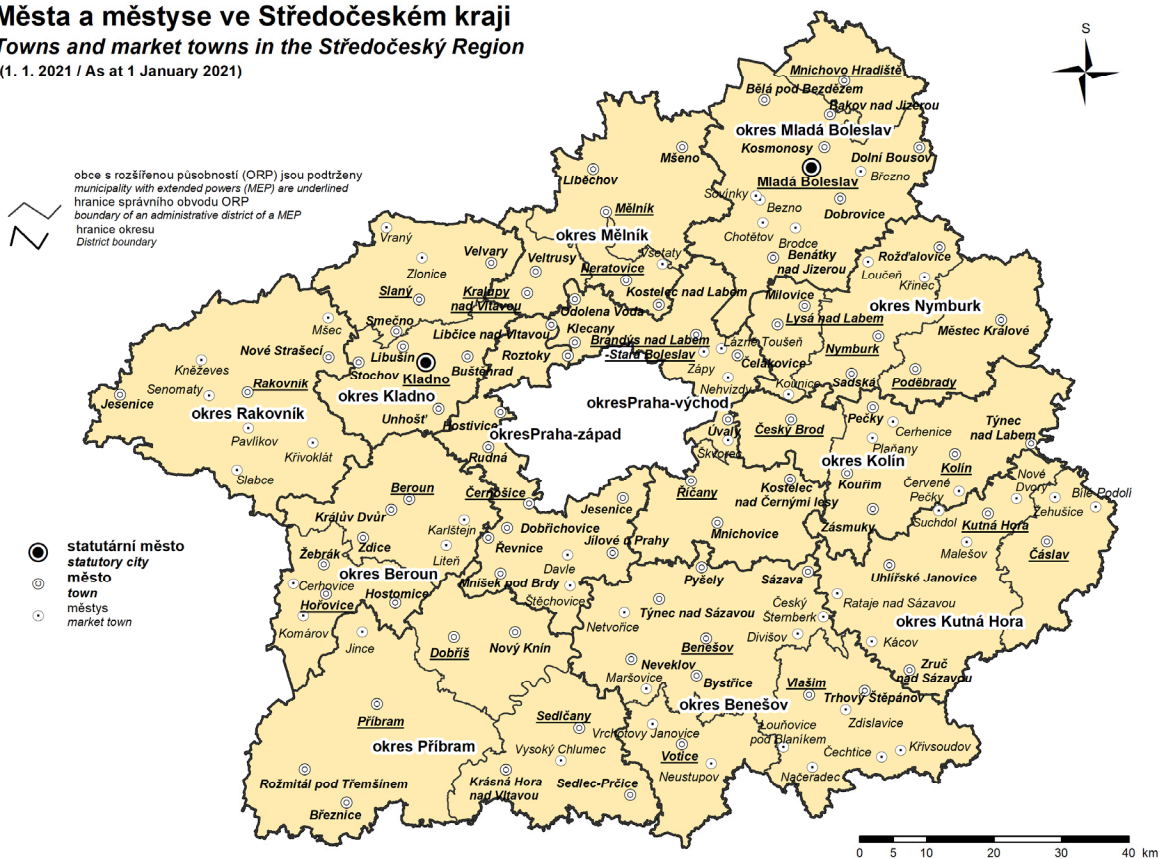 Města a městyse ve Středočeském kraji
Towns and market towns in the Středočeský Region
(1. 1. 2021 / As at 1 January 2021)
S
obce s rozšířenou působností (ORP) jsou podtrženy
municipality with extended powers (MEP) are underlined
hranice správního obvodu ORP
boundary of an administrative district of a MEP
hranice okresu
District boundary
Mnichovo Hradiště
Bělá pod Bezdězem
Bakov nad Jizerou
okres Mladá Boleslav
Kosmonosy
Dolní Bousov
Mladá Boleslav
Březno
Sovínky
Bezno
Dobrovice
Chotětov
Brodce
Benátky
nad Jizerou
Mšeno
Liběchov
Mělník
okres Mělník
Všetaty
Veltrusy
Neratovice
Kostelec nad Labem
Kralupy
nad Vltavou
Odolena Voda
Vraný
Velvary
Zlonice
Slaný
Smečno
Libušín
Stochov
Kladno
Buštěhrad
okres Kladno
Unhošť
Mšec
Nové Strašecí
Kněževes
Senomaty
Rakovník
Jesenice
okres Rakovník
Pavlíkov
Křivoklát
Slabce
Libčice nad Vltavou
Klecany
Roztoky
Hostivice
okresPraha-západ
Rudná
Černošice
Dobřichovice
Jesenice
Jílové u Prahy
Řevnice
Davle
Mníšek pod Brdy
Štěchovice
Brandýs nad Labem
-Stará Boleslav
Lázně Toušeň
Čelákovice
Zápy
Nehvizdy
okresPraha-východ
Úvaly
Škvorec
Říčany
Kostelec
nad Černými lesy
Mnichovice
Rožďalovice
Loučeň
Křinec
Milovice
Lysá nad Labem
okres Nymburk
Městec Králové
Nymburk
Kounice
Sadská
Poděbrady
Pečky
Cerhenice
Český Brod
Plaňany
Týnec
nad Labem
okres Kolín
Kolín
Kouřim
Červené
Pečky
Zásmuky
Nové
Dvory
Bílé Podolí
Žehušice
Suchdol
Kutná Hora
Malešov
Čáslav
Uhlířské Janovice
Rataje nad Sázavou
okres Kutná Hora
Kácov
Zruč
nad Sázavou
Beroun
Králův Dvůr
Karlštejn
Zdice
Liteň
Žebrák
Cerhovice
okres Beroun
Hořovice
Hostomice
Komárov
Jince
Dobříš
Nový Knín
Příbram
okres Příbram
Sedlčany
Vysoký Chlumec
Rožmitál pod Třemšínem
Krásná Hora
nad Vltavou
Sedlec-Prčice
Březnice
Pyšely
Sázava
Týnec nad Sázavou
Netvořice
Český
Šternberk
Benešov
Divišov
Neveklov
Maršovice
Bystřice
Vlašim
Trhový Štěpánov
okres Benešov
Zdislavice
Vrchotovy Janovice
Louňovice
pod Blaníkem
Votice
Čechtice
Křivsoudov
Neustupov
Načeradec
statutární město
statutory city
město
town
městys
market town
0 5 10 20 30 40 km